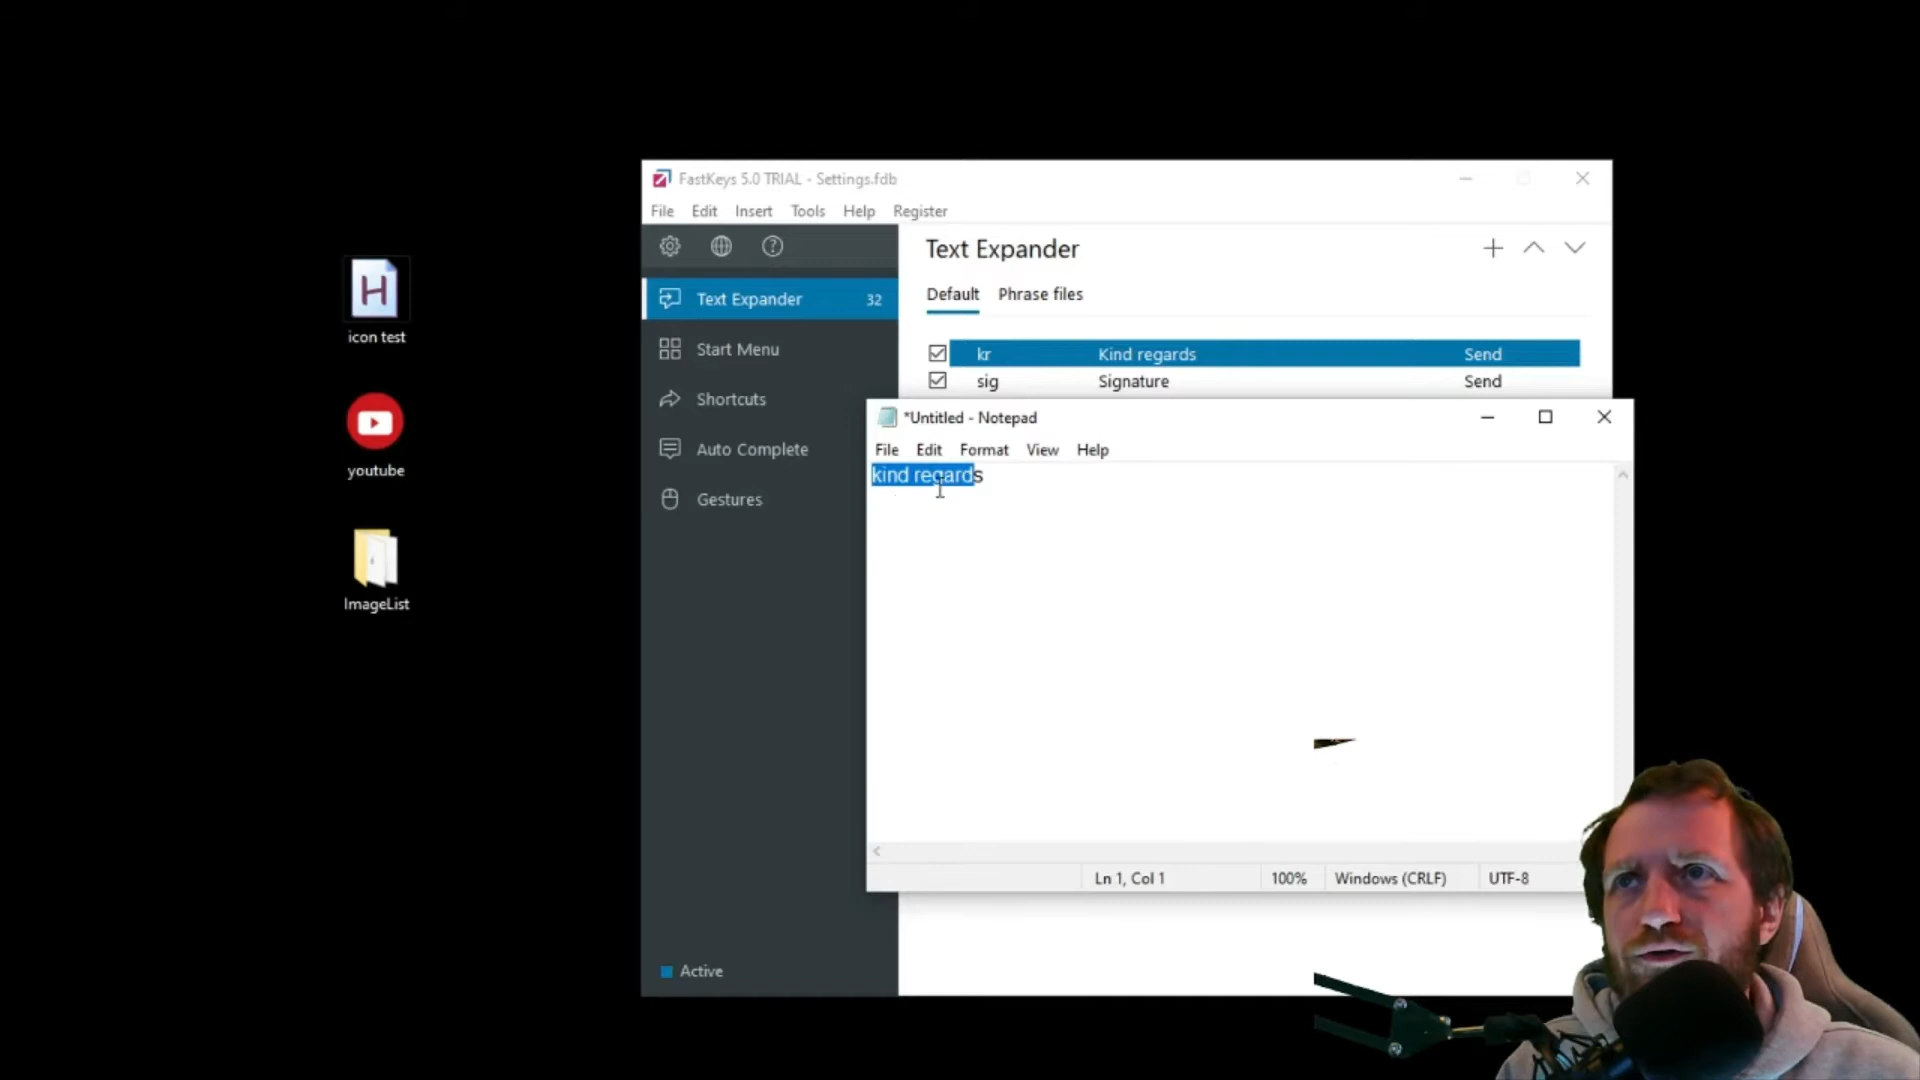 FastKeys 5.0 TRIAL - Settings.fdb
File Edit Insert Tools Help Register
Text Expander
Default Phrase files
Text Expander 32
Start Menu
Shortcuts
Auto Complete
Gestures
kr Kind regards Send
sig Signature Send
*Untitled - Notepad
File Edit Format View Help
kind regards
Ln 1, Col 1 100% Windows (CRLF) UTF-8
Active
H
icon test
youtube
ImageList